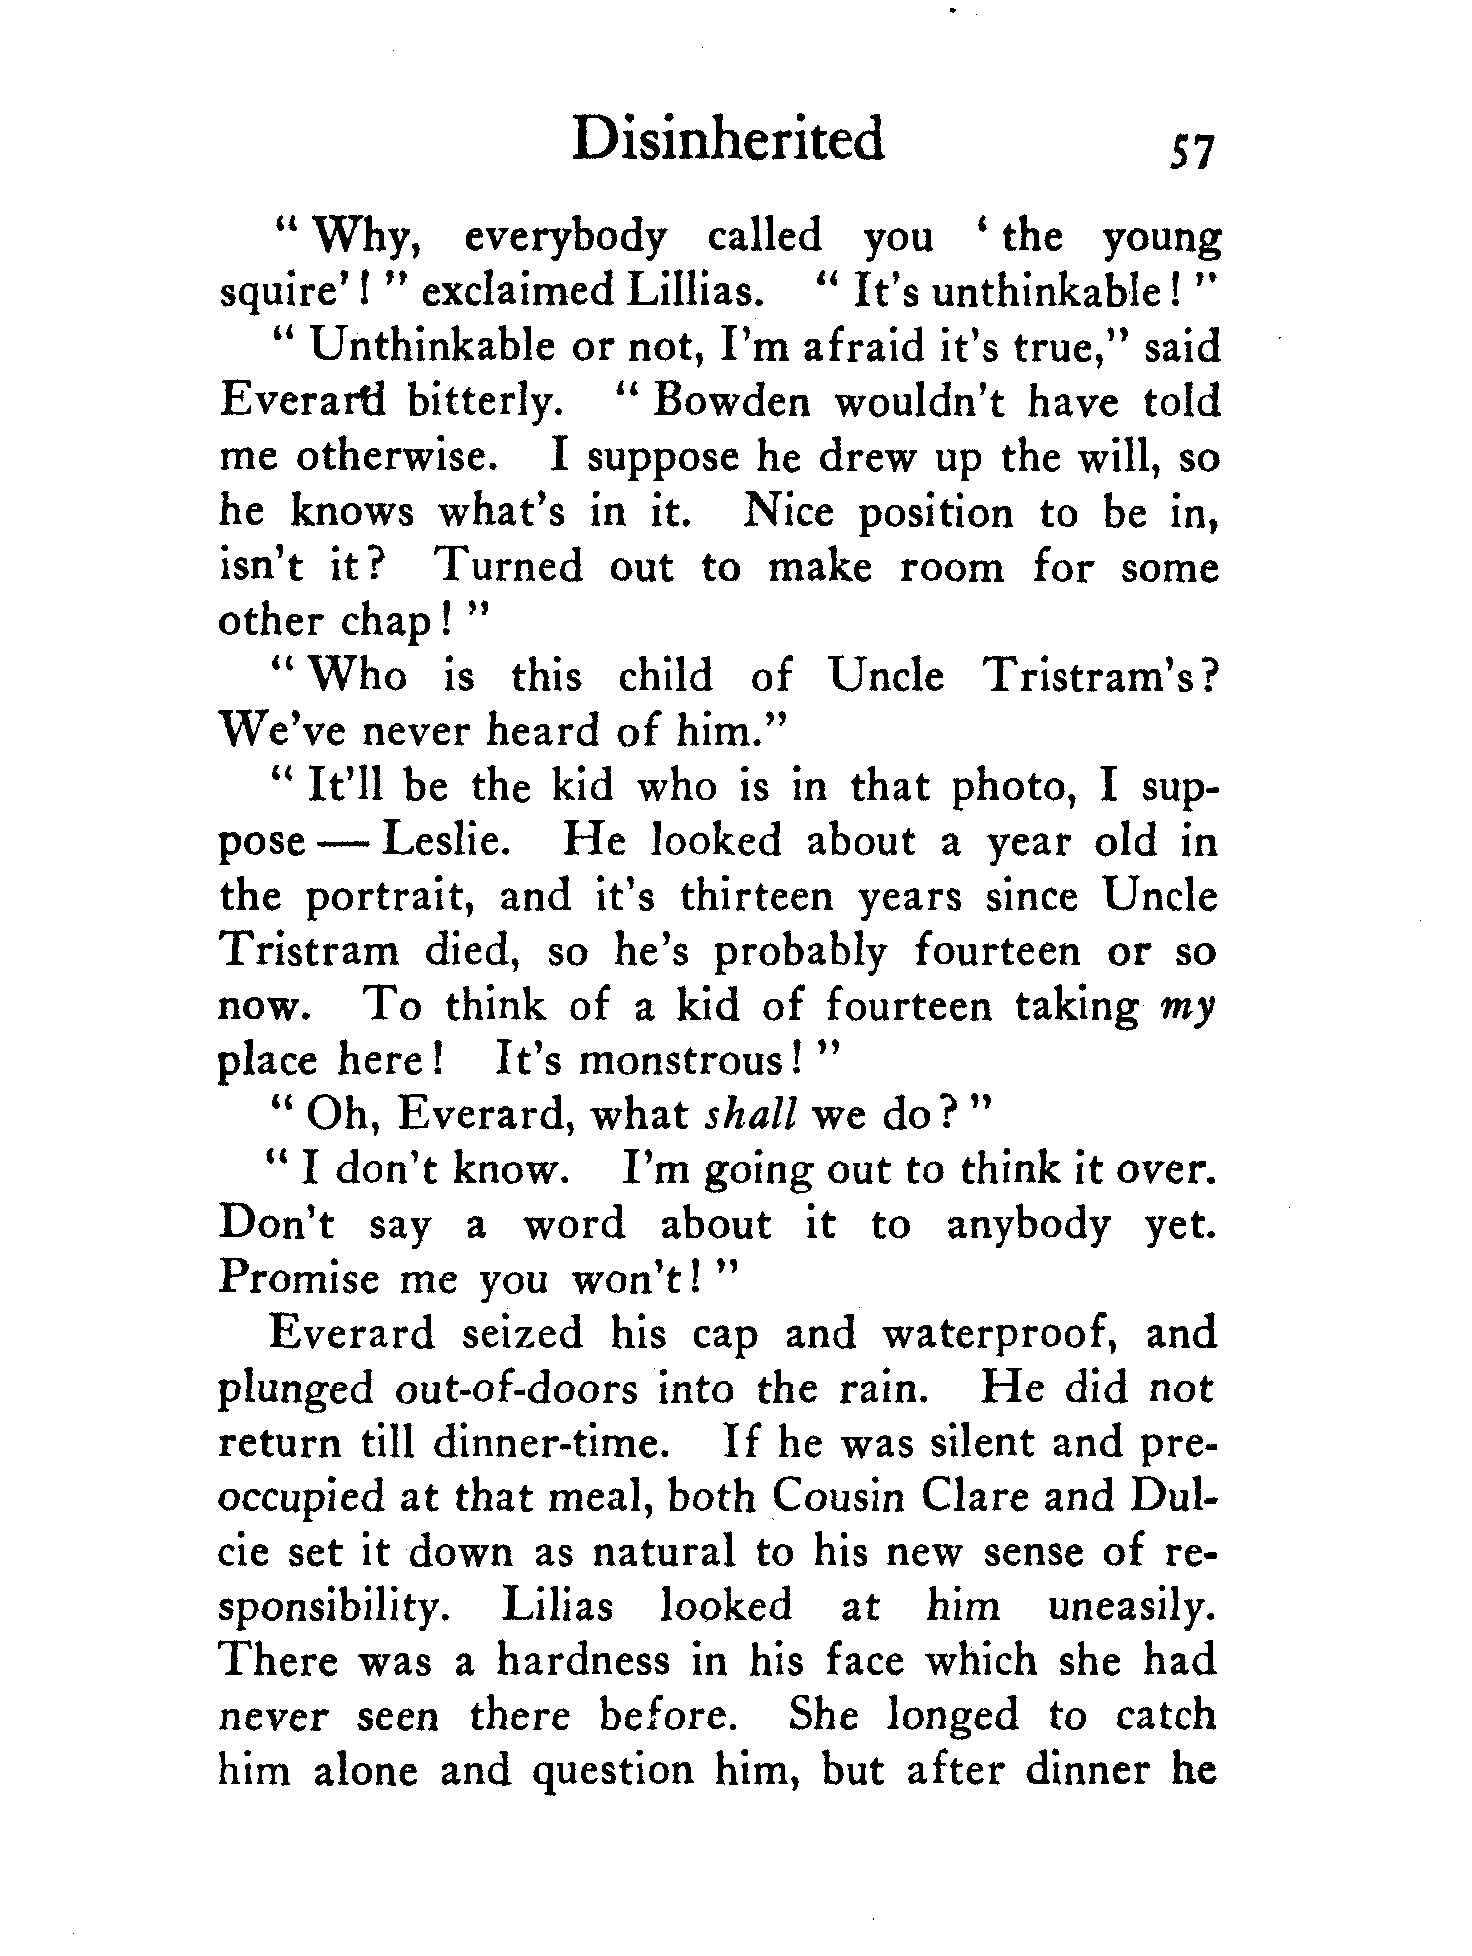 Disinherited 57
“ Why, everybody called you ‘ the young
squire’! ” exclaimed Lillias. “ It’s unthinkable! ”
“ Unthinkable or not, I’m afraid it’s true,” said
Everard bitterly. “ Bowden wouldn’t have told
me otherwise. I suppose he drew up the will, so
he knows what’s in it. Nice position to be in,
isn’t it? Turned out to make room for some
other chap! ”
“ Who is this child of Uncle Tristram’s?
We’ve never heard of him.”
“ It’ll be the kid who is in that photo, I sup-
pose — Leslie. He looked about a year old in
the portrait, and it’s thirteen years since Uncle
Tristram died, so he’s probably fourteen or so
now. To think of a kid of fourteen taking my
place here! It’s monstrous! ”
“ Oh, Everard, what shall we do? ”
“ I don’t know. I’m going out to think it over.
Don’t say a word about it to anybody yet.
Promise me you won’t! ”
Everard seized his cap and waterproof, and
plunged out-of-doors into the rain. He did not
return till dinner-time. If he was silent and pre-
occupied at that meal, both Cousin Clare and Dul-
cie set it down as natural to his new sense of re-
sponsibility. Lilias looked at him uneasily.
There was a hardness in his face which she had
never seen there before. She longed to catch
him alone and question him, but after dinner he